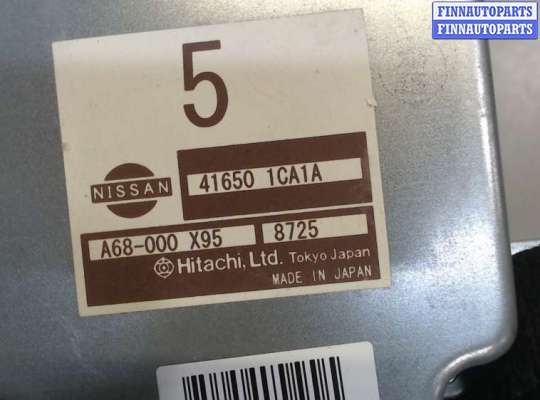 FINNAUTOPARTS
FINNAUTOPARTS
5
NISSAN
41650 1CA1A
A68-000 X95
8725
Hitachi, Ltd. Tokyo Japan
MADE IN JAPAN